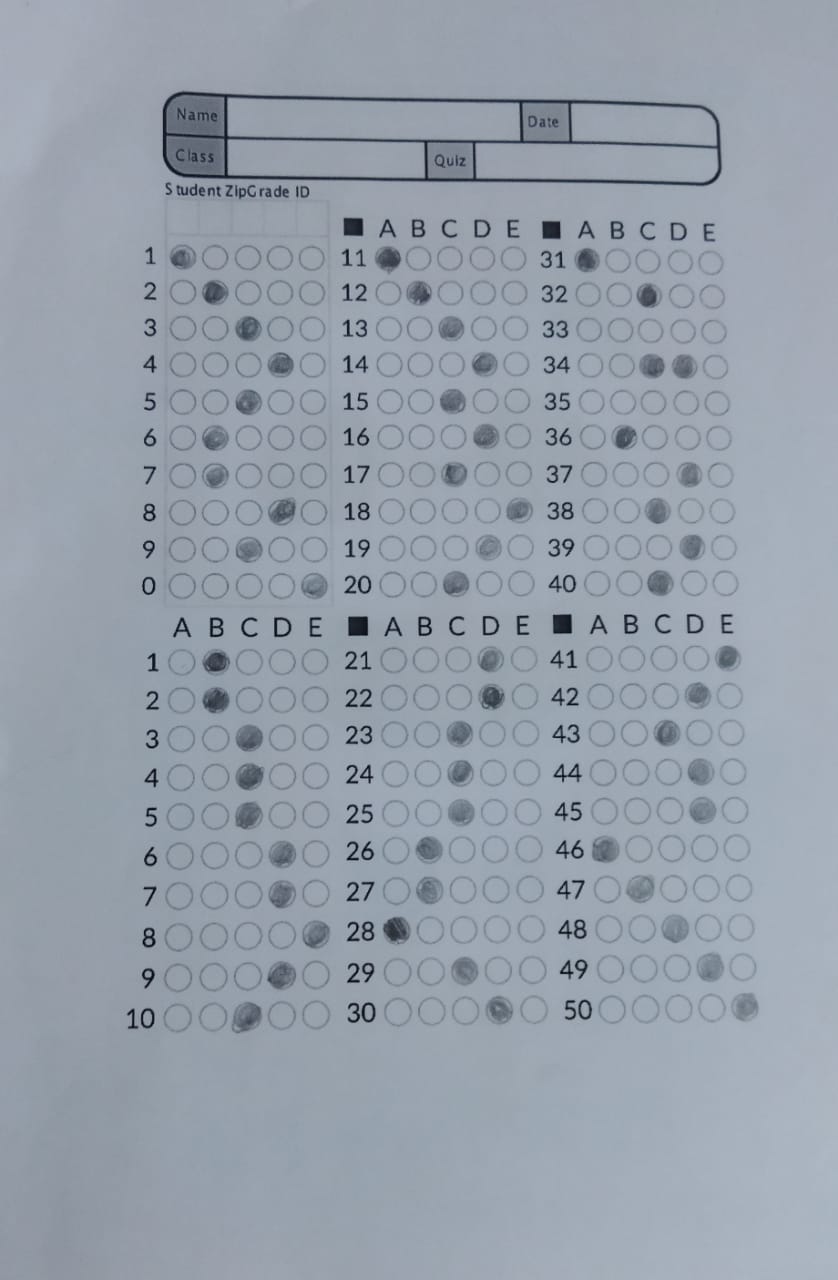 Name Date
Class Quiz
Student ZipGrade ID
A B C D E A B C D E
1 11 31
2 12 32
3 13 33
4 14 34
5 15 35
6 16 36
7 17 37
8 18 38
9 19 39
0 20 40
A B C D E A B C D E A B C D E
1 21 41
2 22 42
3 23 43
4 24 44
5 25 45
6 26 46
7 27 47
8 28 48
9 29 49
10 30 50